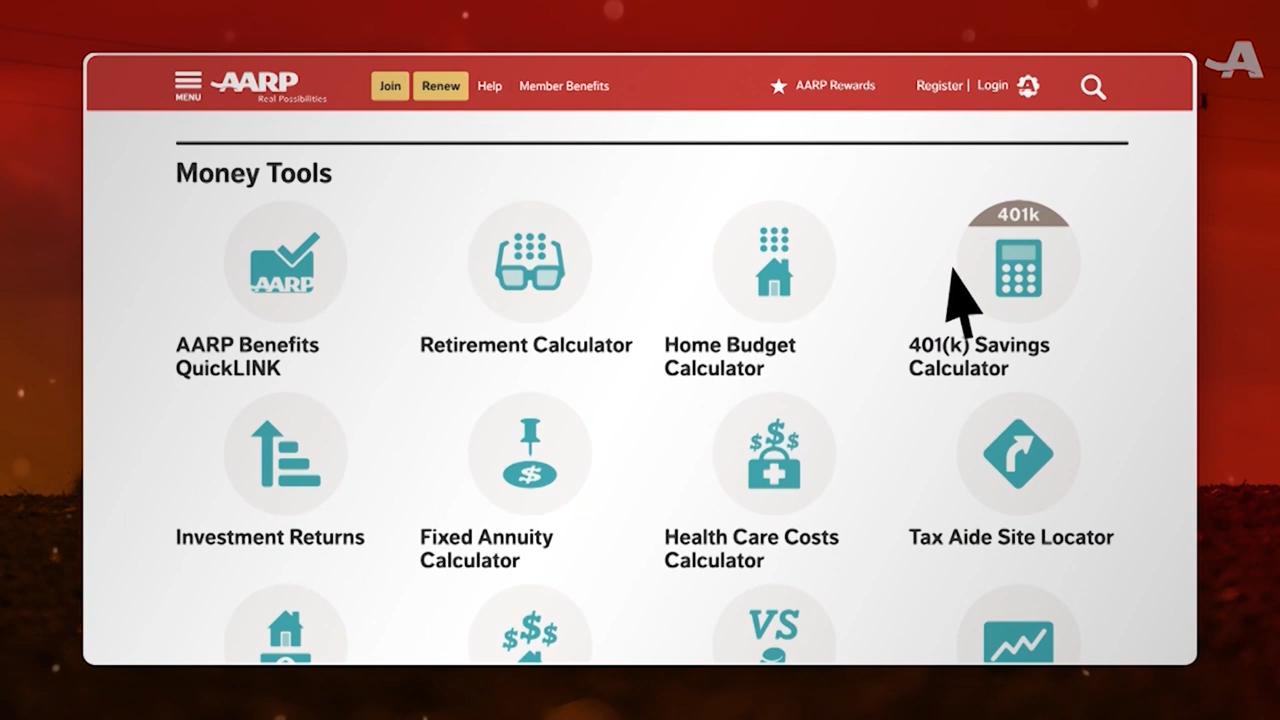 MENU
AARP
Real Possibilities
Join
Renew
Help
Member Benefits
AARP Rewards
Register | Login
A
Money Tools
401k
AARP
AARP Benefits
QuickLINK
Retirement Calculator
Home Budget
Calculator
401(k) Savings
Calculator
$
$$$
Investment Returns
Fixed Annuity
Calculator
Health Care Costs
Calculator
Tax Aide Site Locator
$$$
VS